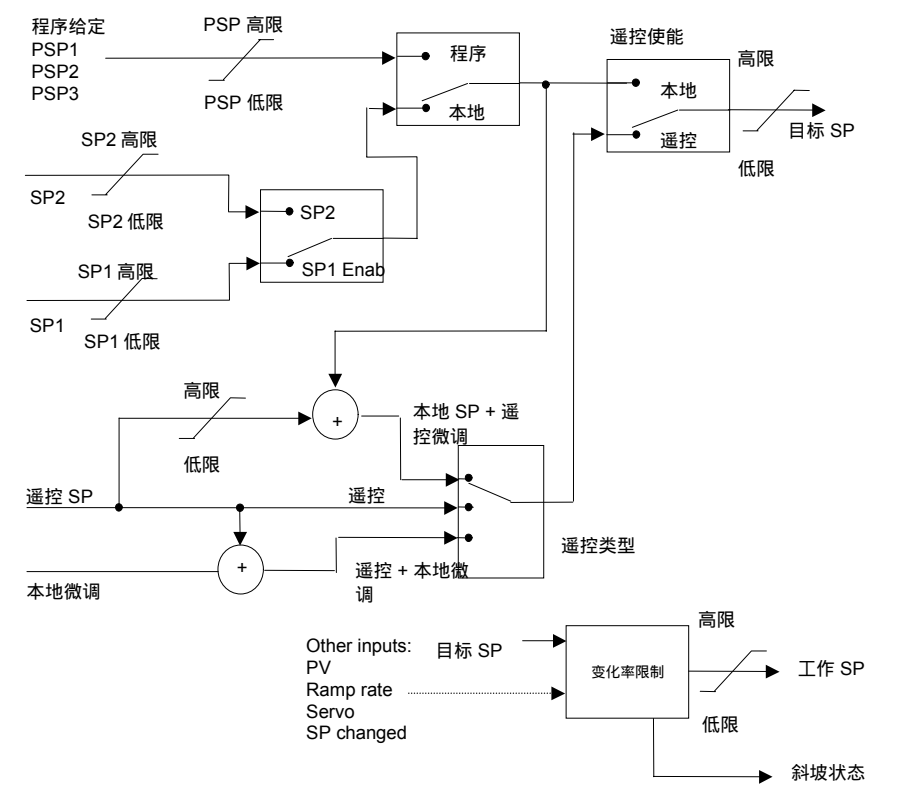 程序给定
PSP1
PSP2
PSP3
PSP 高限
PSP 低限
程序
本地
遥控使能
本地
遥控
高限
低限
目标 SP
SP2 高限
SP2
SP2 低限
SP2
SP1 Enab
SP1 高限
SP1
SP1 低限
高限
低限
+
本地 SP + 遥
控微调
遥控 SP
遥控
+
本地微调
遥控 + 本地微
调
遥控类型
Other inputs:
PV
Ramp rate
Servo
SP changed
目标 SP
变化率限制
高限
低限
工作 SP
斜坡状态